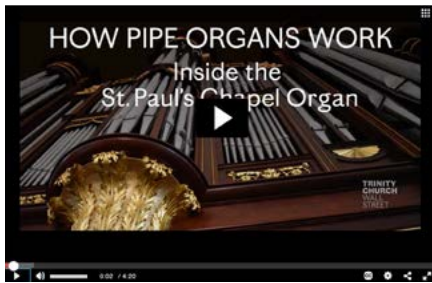 HOW PIPE ORGANS WORK
Inside the
St. Paul's Chapel Organ
TRINITY
CHURCH
WALL
STREET
0:02 / 4:20